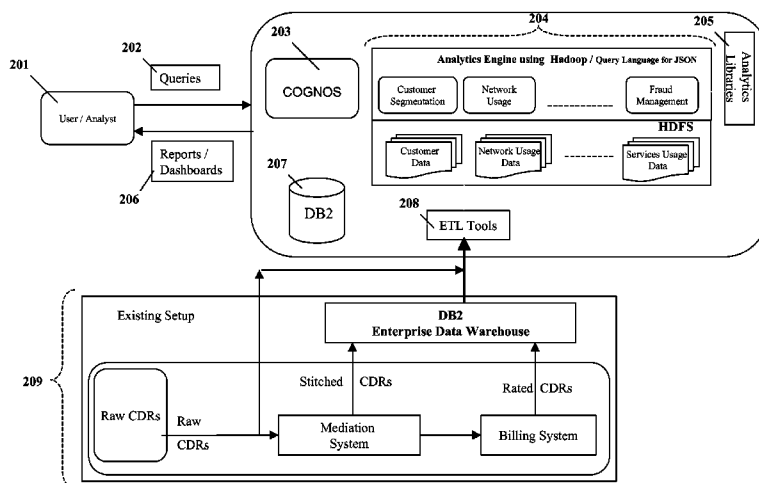 204
205
203
202
Analytics Engine using Hadoop / Query Language for JSON
201
Queries
COGNOS
Customer
Segmentation
Network
Usage
Fraud
Management
Analytics
Libraries
User / Analyst
HDFS
Reports /
Dashboards
206
207
Customer
Data
Network Usage
Data
Services Usage
Data
208
DB2
ETL Tools
Existing Setup
DB2
Enterprise Data Warehouse
209
Stitched CDRs
Rated CDRs
Raw CDRs
Raw
CDRs
Mediation
System
Billing System